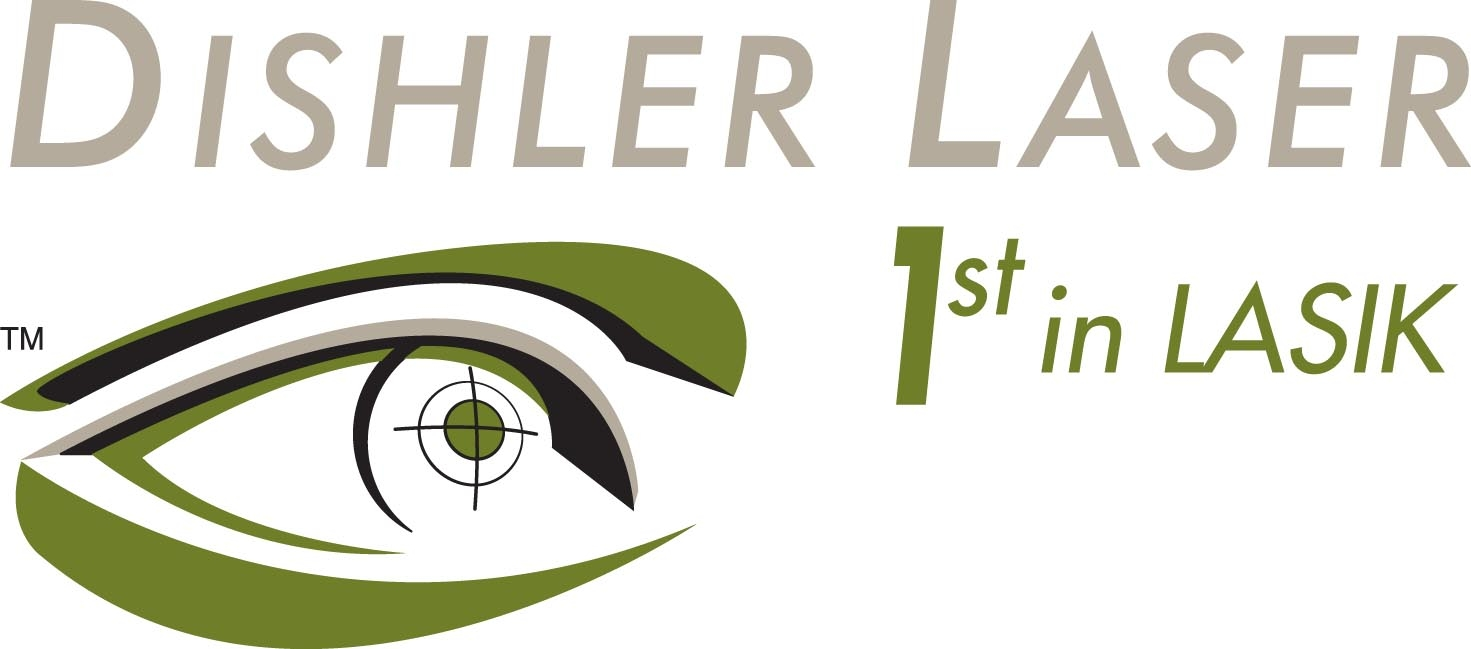 DISHLER LASER
1st in LASIK
TM